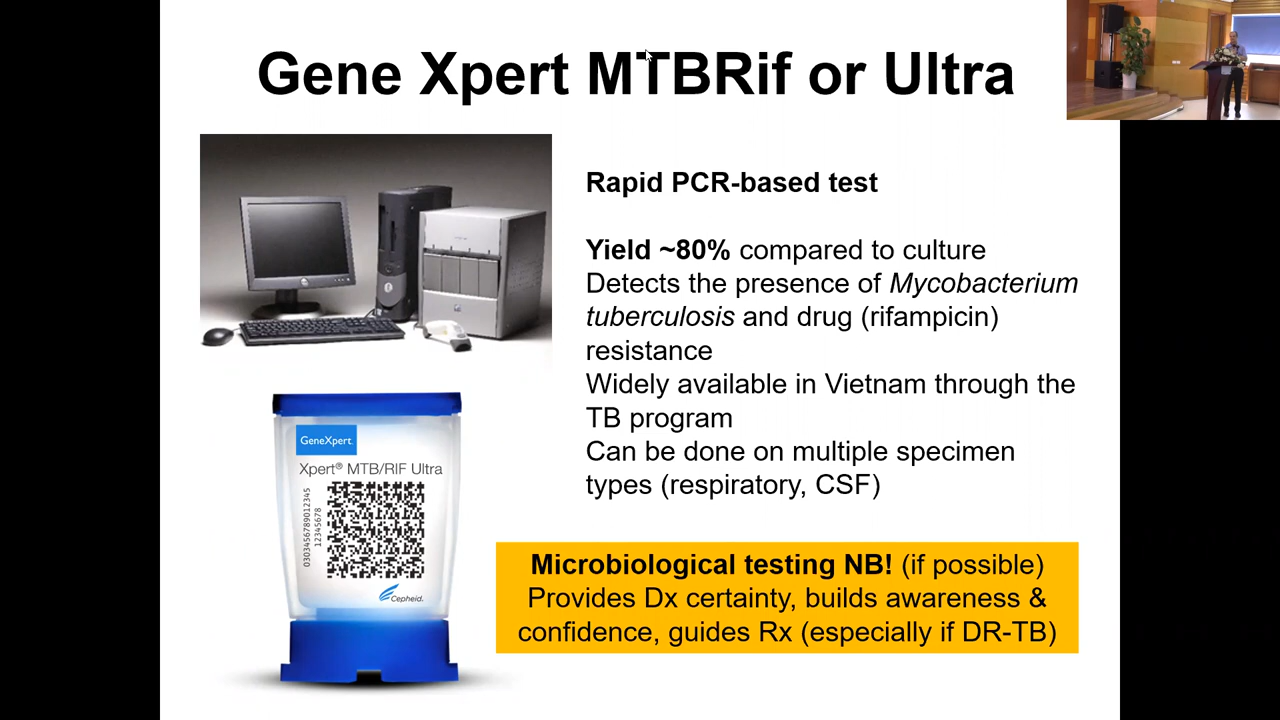 Gene Xpert MTBRif or Ultra
Rapid PCR-based test
Yield ~80% compared to culture
Detects the presence of Mycobacterium
tuberculosis and drug (rifampicin)
resistance
Widely available in Vietnam through the
TB program
Can be done on multiple specimen
types (respiratory, CSF)
GeneXpert.
Xpert® MTB/RIF Ultra
0303456789012345
12345678
Cepheid.
Microbiological testing NB! (if possible)
Provides Dx certainty, builds awareness &
confidence, guides Rx (especially if DR-TB)